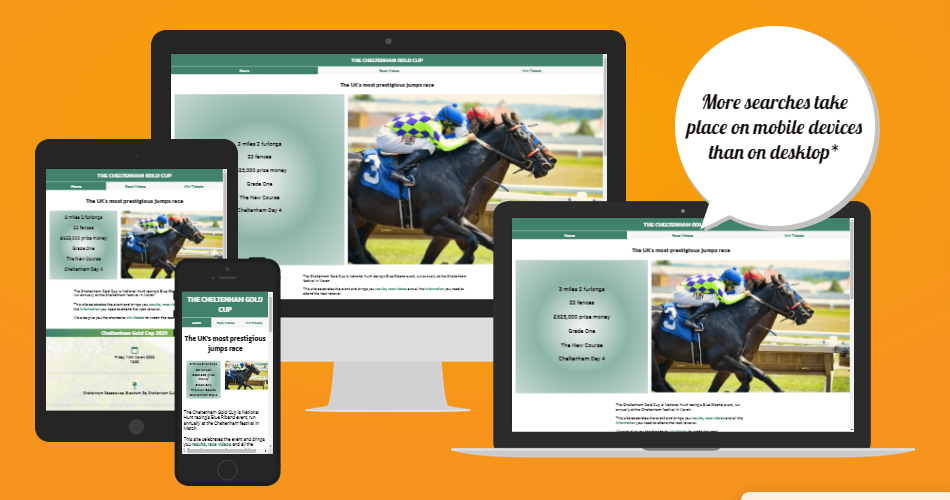 THE CHELTENHAM GOLD CUP
Home Race Videos Win Tickets
The UK's most prestigious jumps race
3 miles 2 furlongs
22 fences
£625,000 prize money
Grade One
The New Course
Cheltenham Day 4
3
The Cheltenham Gold Cup is National Hunt racing's Blue Riband event, run
annually at the Cheltenham festival in March.
This site celebrates the event and brings you results, race videos and all the
information you need to attend the next renewal.
More searches take
place on mobile devices
than on desktop*
THE CHELTENHAM GOLD CUP
Home Race Videos Win Tickets
The UK's most prestigious jumps race
3 miles 2 furlongs
22 fences
£625,000 prize money
Grade One
The New Course
Cheltenham Day 4
Cheltenham Gold Cup 2025
Friday 14th March 2025
THE CHELTENHAM GOLD
CUP
Home Race Videos Win Tickets
The UK's most prestigious
jumps race
The Cheltenham Gold Cup is National
Hunt racing's Blue Riband event, run
annually at the Cheltenham festival in
March.
This site celebrates the event and brings
you results, race videos and all the
THE CHELTENHAM GOLD CUP
Home Race Videos Win Tickets
The UK's most prestigious jumps race
3 miles 2 furlongs
22 fences
£625,000 prize money
Grade One
The New Course
Cheltenham Day 4
3
The Cheltenham Gold Cup is National Hunt racing's Blue Riband event, run
annually at the Cheltenham festival in March.
This site celebrates the event and brings you results, race videos and all the
information you need to attend the next renewal.